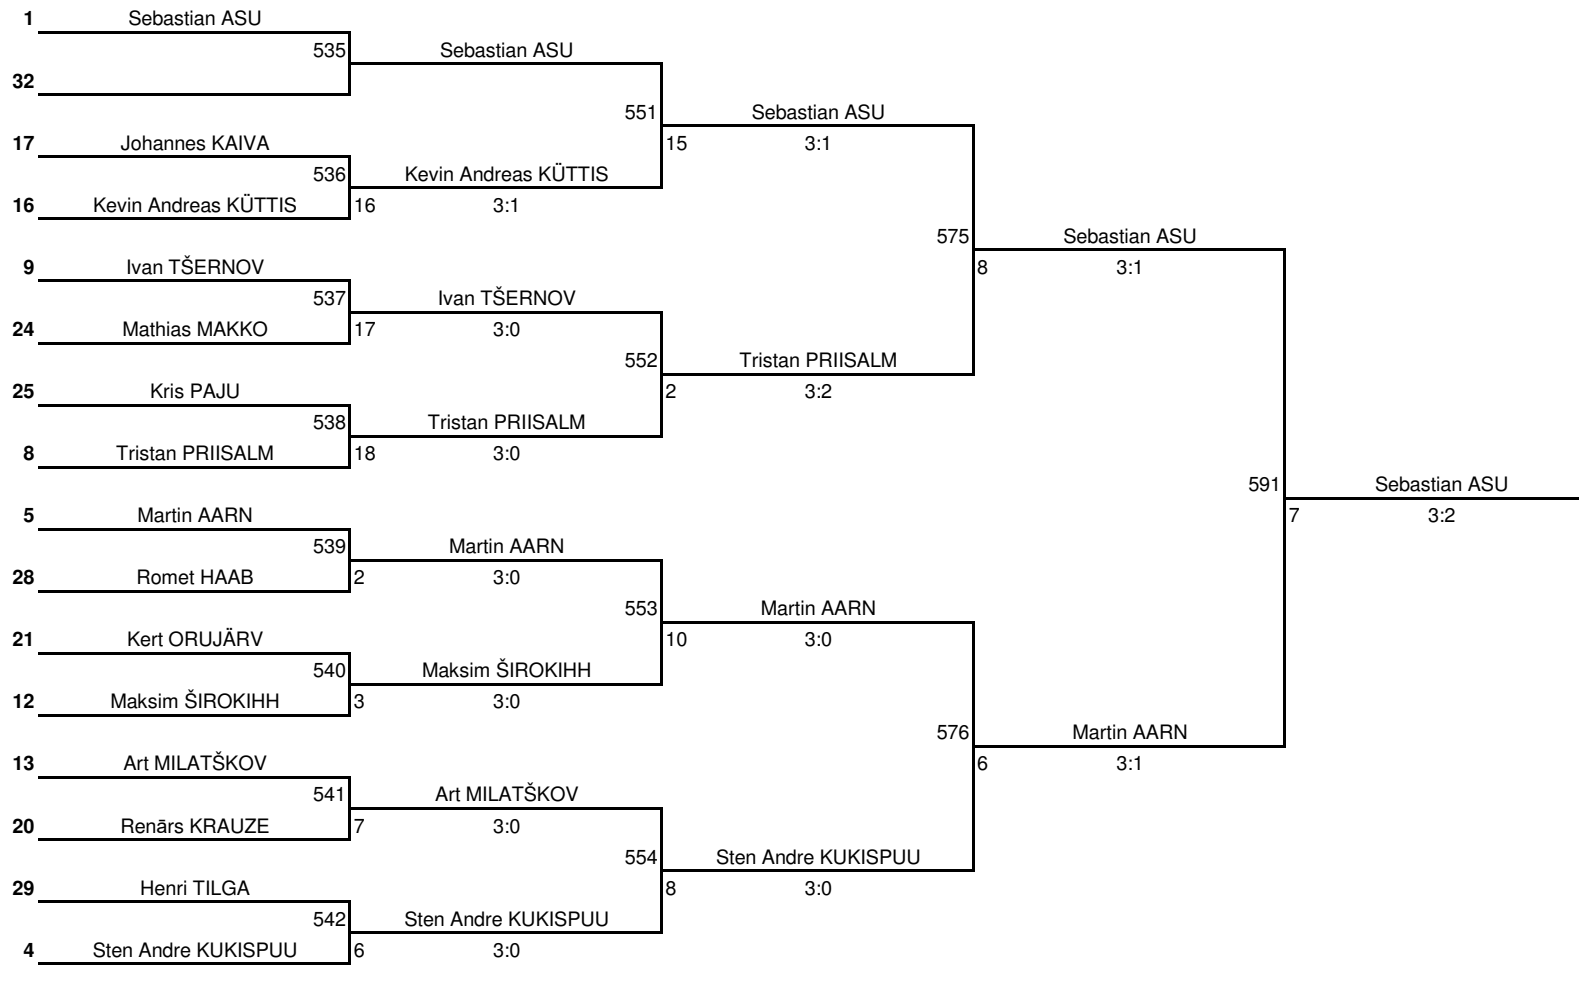 1 Sebastian ASU
535 Sebastian ASU
32
551 Sebastian ASU
17 Johannes KAIVA 15 3:1
536 Kevin Andreas KÜTTIS
16 Kevin Andreas KÜTTIS 16 3:1
575 Sebastian ASU
9 Ivan TŠERNOV 8 3:1
537 Ivan TŠERNOV
24 Mathias MAKKO 17 3:0
552 Tristan PRIISALM
25 Kris PAJU 2 3:2
538 Tristan PRIISALM
8 Tristan PRIISALM 18 3:0
591 Sebastian ASU
5 Martin AARN 7 3:2
539 Martin AARN
28 Romet HAAB 2 3:0
553 Martin AARN
21 Kert ORUJÄRV 10 3:0
540 Maksim ŠIROKIHH
12 Maksim ŠIROKIHH 3 3:0
576 Martin AARN
13 Art MILATŠKOV 6 3:1
541 Art MILATŠKOV
20 Renārs KRAUZE 7 3:0
554 Sten Andre KUKISPUU
29 Henri TILGA 8 3:0
542 Sten Andre KUKISPUU
4 Sten Andre KUKISPUU 6 3:0